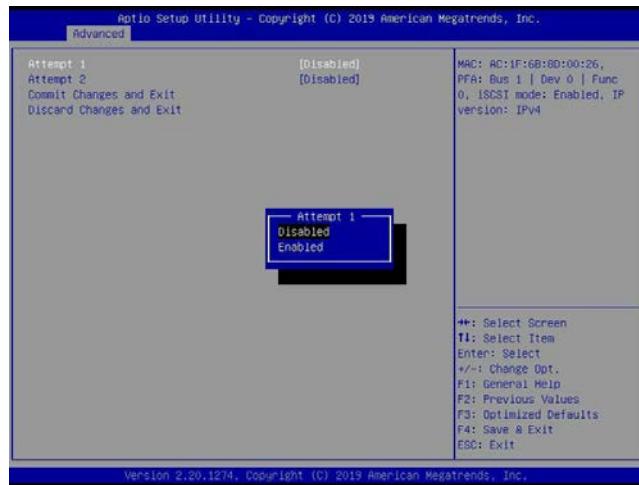 Aptio Setup Utility - Copyright (C) 2019 American Megatrends, Inc.
Advanced
Attempt 1 [Disabled]
Attempt 2 [Disabled]
Commit Changes and Exit
Discard Changes and Exit
MAC: AC:1F:6B:8D:00:26,
PFA: Bus 1 | Dev 0 | Func
0, iSCSI mode: Enabled, IP
version: IPv4
Attempt 1
Disabled
Enabled
→←: Select Screen
↑↓: Select Item
Enter: Select
+/-: Change Opt.
F1: General Help
F2: Previous Values
F3: Optimized Defaults
F4: Save & Exit
ESC: Exit
Version 2.20.1274. Copyright (C) 2019 American Megatrends, Inc.